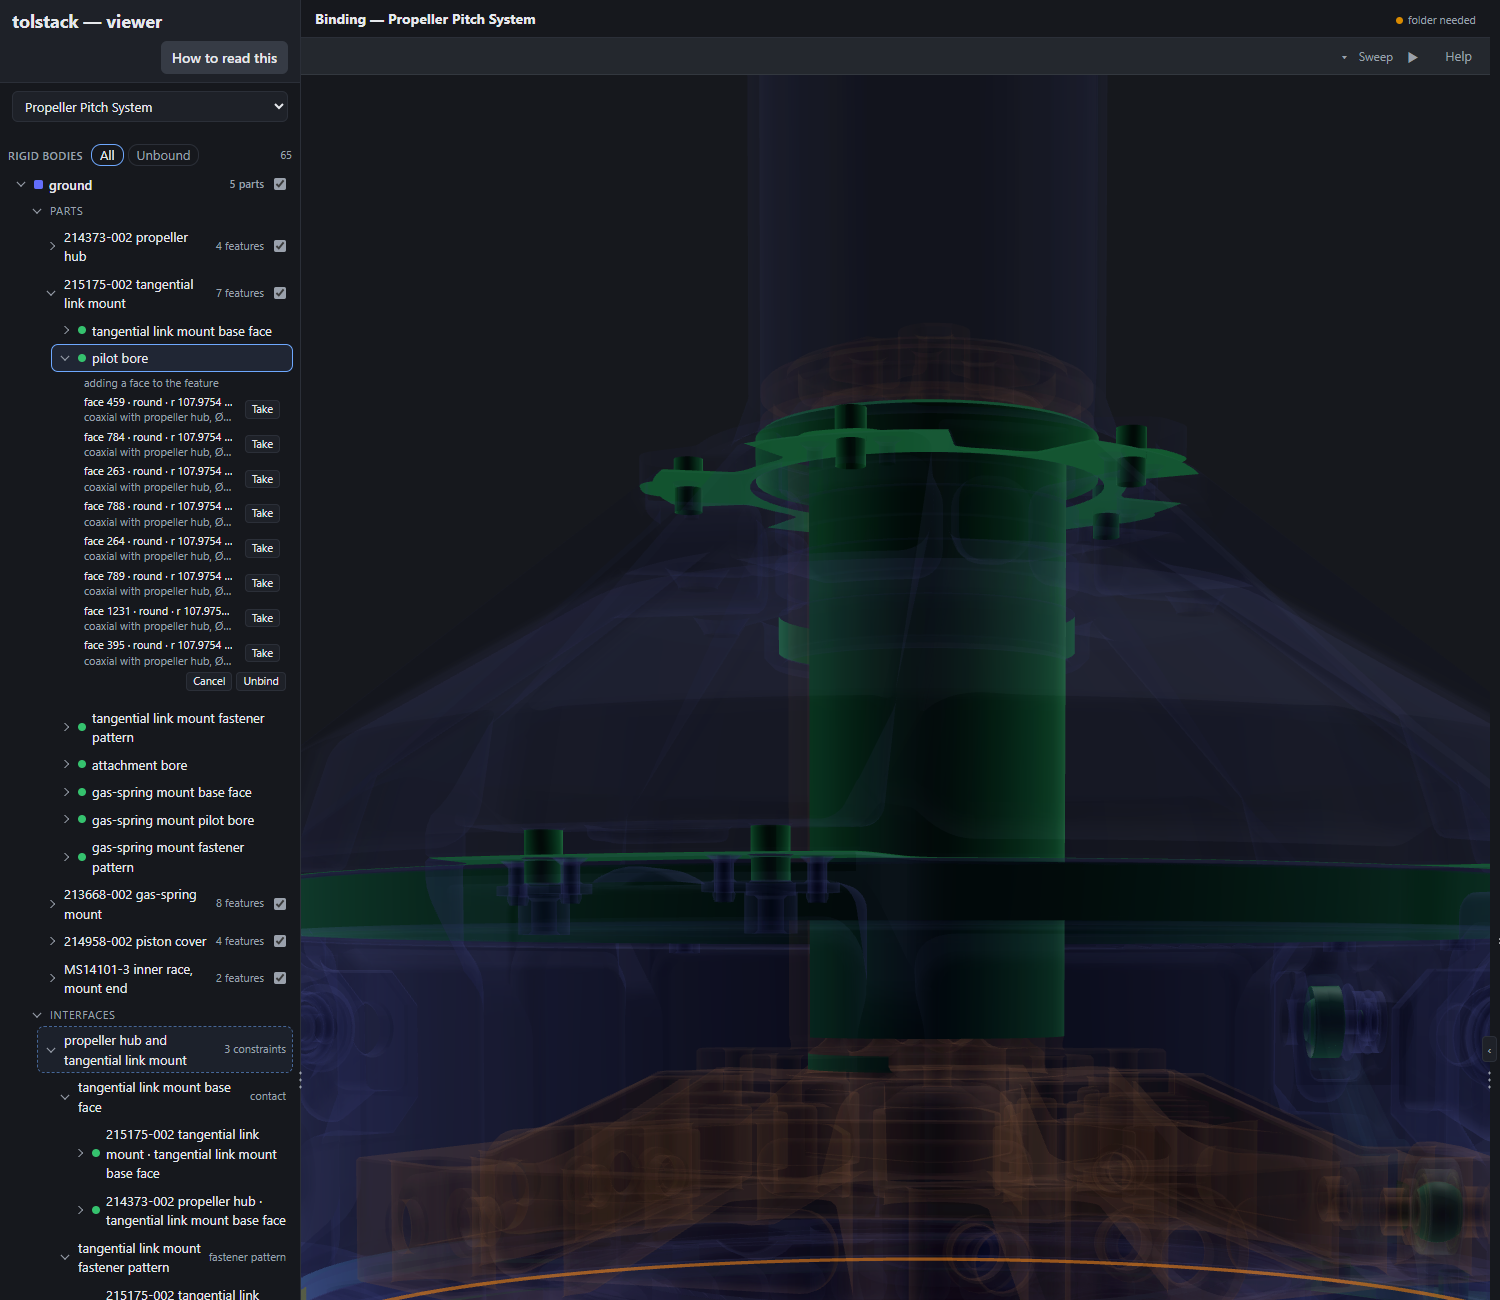 tolstack — viewer
How to read this
Propeller Pitch System
RIGID BODIES
All
Unbound
65
ground
5 parts
PARTS
214373-002 propeller
hub
4 features
215175-002 tangential
link mount
7 features
tangential link mount base face
pilot bore
adding a face to the feature
face 459 · round · r 107.9754 ...
coaxial with propeller hub, Ø...
Take
face 784 · round · r 107.9754 ...
coaxial with propeller hub, Ø...
Take
face 263 · round · r 107.9754 ...
coaxial with propeller hub, Ø...
Take
face 788 · round · r 107.9754 ...
coaxial with propeller hub, Ø...
Take
face 264 · round · r 107.9754 ...
coaxial with propeller hub, Ø...
Take
face 789 · round · r 107.9754 ...
coaxial with propeller hub, Ø...
Take
face 1231 · round · r 107.975...
coaxial with propeller hub, Ø...
Take
face 395 · round · r 107.9754 ...
coaxial with propeller hub, Ø...
Take
Cancel
Unbind
tangential link mount fastener
pattern
attachment bore
gas-spring mount base face
gas-spring mount pilot bore
gas-spring mount fastener
pattern
213668-002 gas-spring
mount
8 features
214958-002 piston cover
4 features
MS14101-3 inner race,
mount end
2 features
INTERFACES
propeller hub and
tangential link mount
3 constraints
tangential link mount base
face
contact
215175-002 tangential link
mount · tangential link mount
base face
214373-002 propeller hub ·
tangential link mount base face
tangential link mount
fastener pattern
fastener pattern
215175-002 tangential link
Binding — Propeller Pitch System
folder needed
Sweep
Help